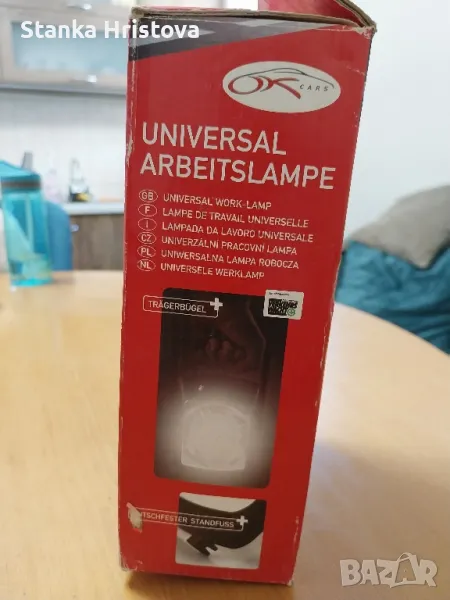 Stanka Hristova
OK
CARS
UNIVERSAL
ARBEITSLAMPE
GB UNIVERSAL WORK-LAMP
F LAMPE DE TRAVAIL UNIVERSELLE
I LAMPADA DA LAVORO UNIVERSALE
CZ UNIVERZÁLNI PRACOVNÍ LAMPA
PL UNIWERSALNA LAMPA ROBOCZA
NL UNIVERSELE WERKLAMP
TRÄGERBÜGEL
STANDFUSS
BAZAR